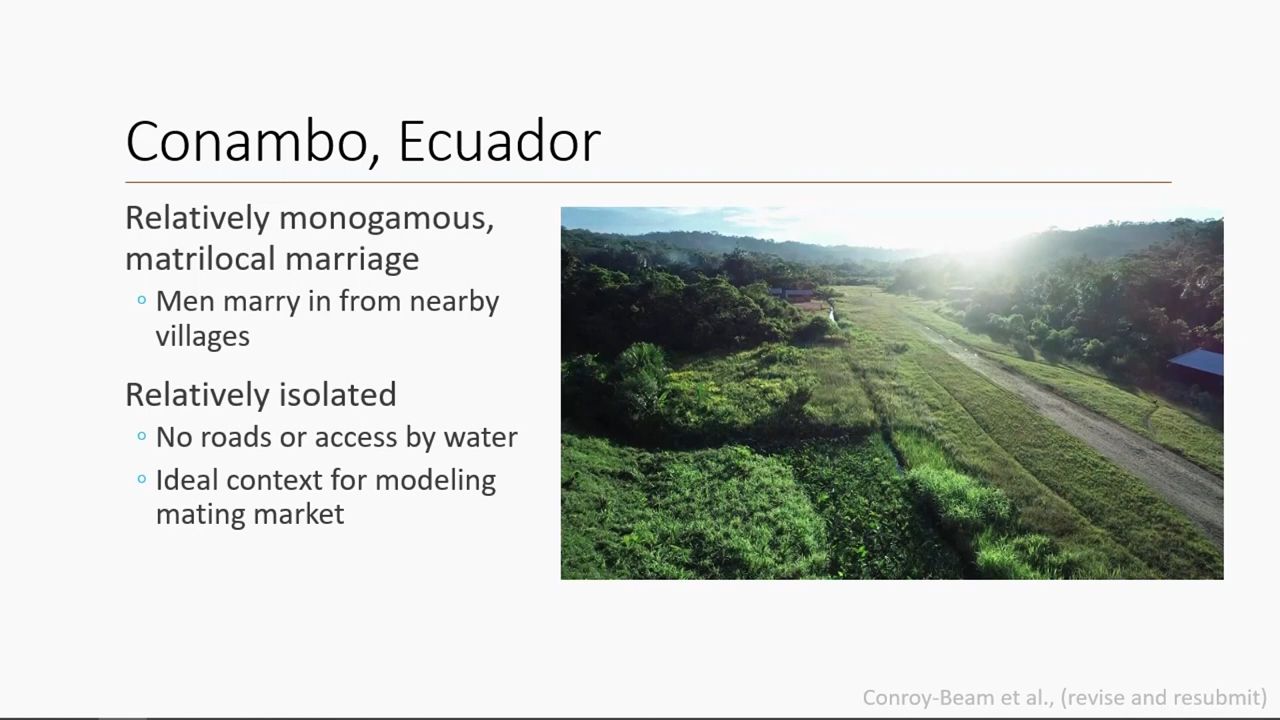 Conambo, Ecuador
Relatively monogamous,
matrilocal marriage
◦ Men marry in from nearby
villages
Relatively isolated
◦ No roads or access by water
◦ Ideal context for modeling
mating market
Conroy-Beam et al., (revise and resubmit)